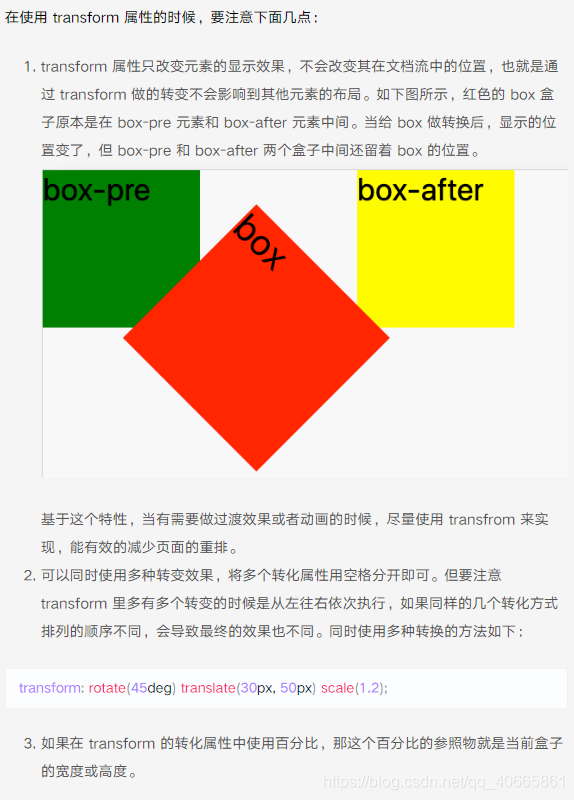 在使用 transform 属性的时候，要注意下面几点：
1. transform 属性只改变元素的显示效果，不会改变其在文档流中的位置，也就是通
过 transform 做的转变不会影响到其他元素的布局。如下图所示，红色的 box 盒
子原本是在 box-pre 元素和 box-after 元素中间。当给 box 做转换后，显示的位
置变了，但 box-pre 和 box-after 两个盒子中间还留着 box 的位置。
box-pre
box
box-after
基于这个特性，当有需要做过渡效果或者动画的时候，尽量使用 transfrom 来实
现，能有效的减少页面的重排。
2. 可以同时使用多种转变效果，将多个转化属性用空格分开即可。但要注意
transform 里多有多个转变的时候是从左往右依次执行，如果同样的几个转化方式
排列的顺序不同，会导致最终的效果也不同。同时使用多种转换的方法如下：
transform: rotate(45deg) translate(30px, 50px) scale(1.2);
3. 如果在 transform 的转化属性中使用百分比，那这个百分比的参照物就是当前盒子
的宽度或高度。
https://blog.csdn.net/qq_40665861